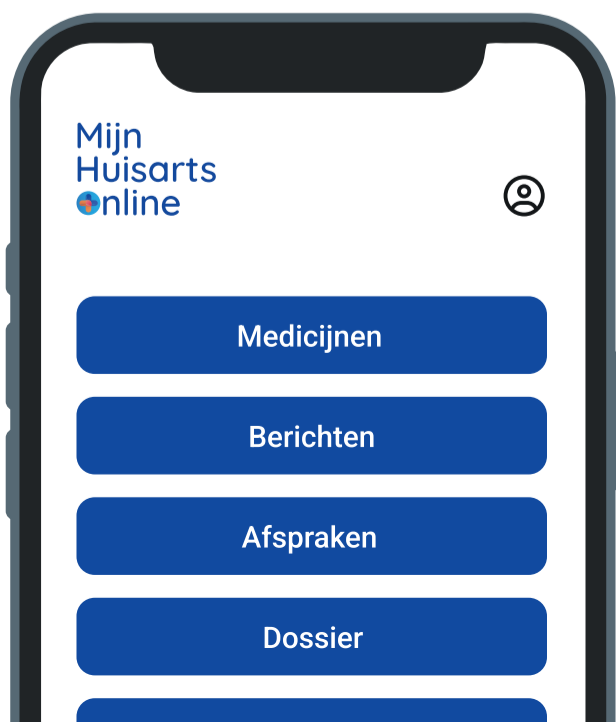 Mijn
Huisarts
Online
Medicijnen
Berichten
Afspraken
Dossier